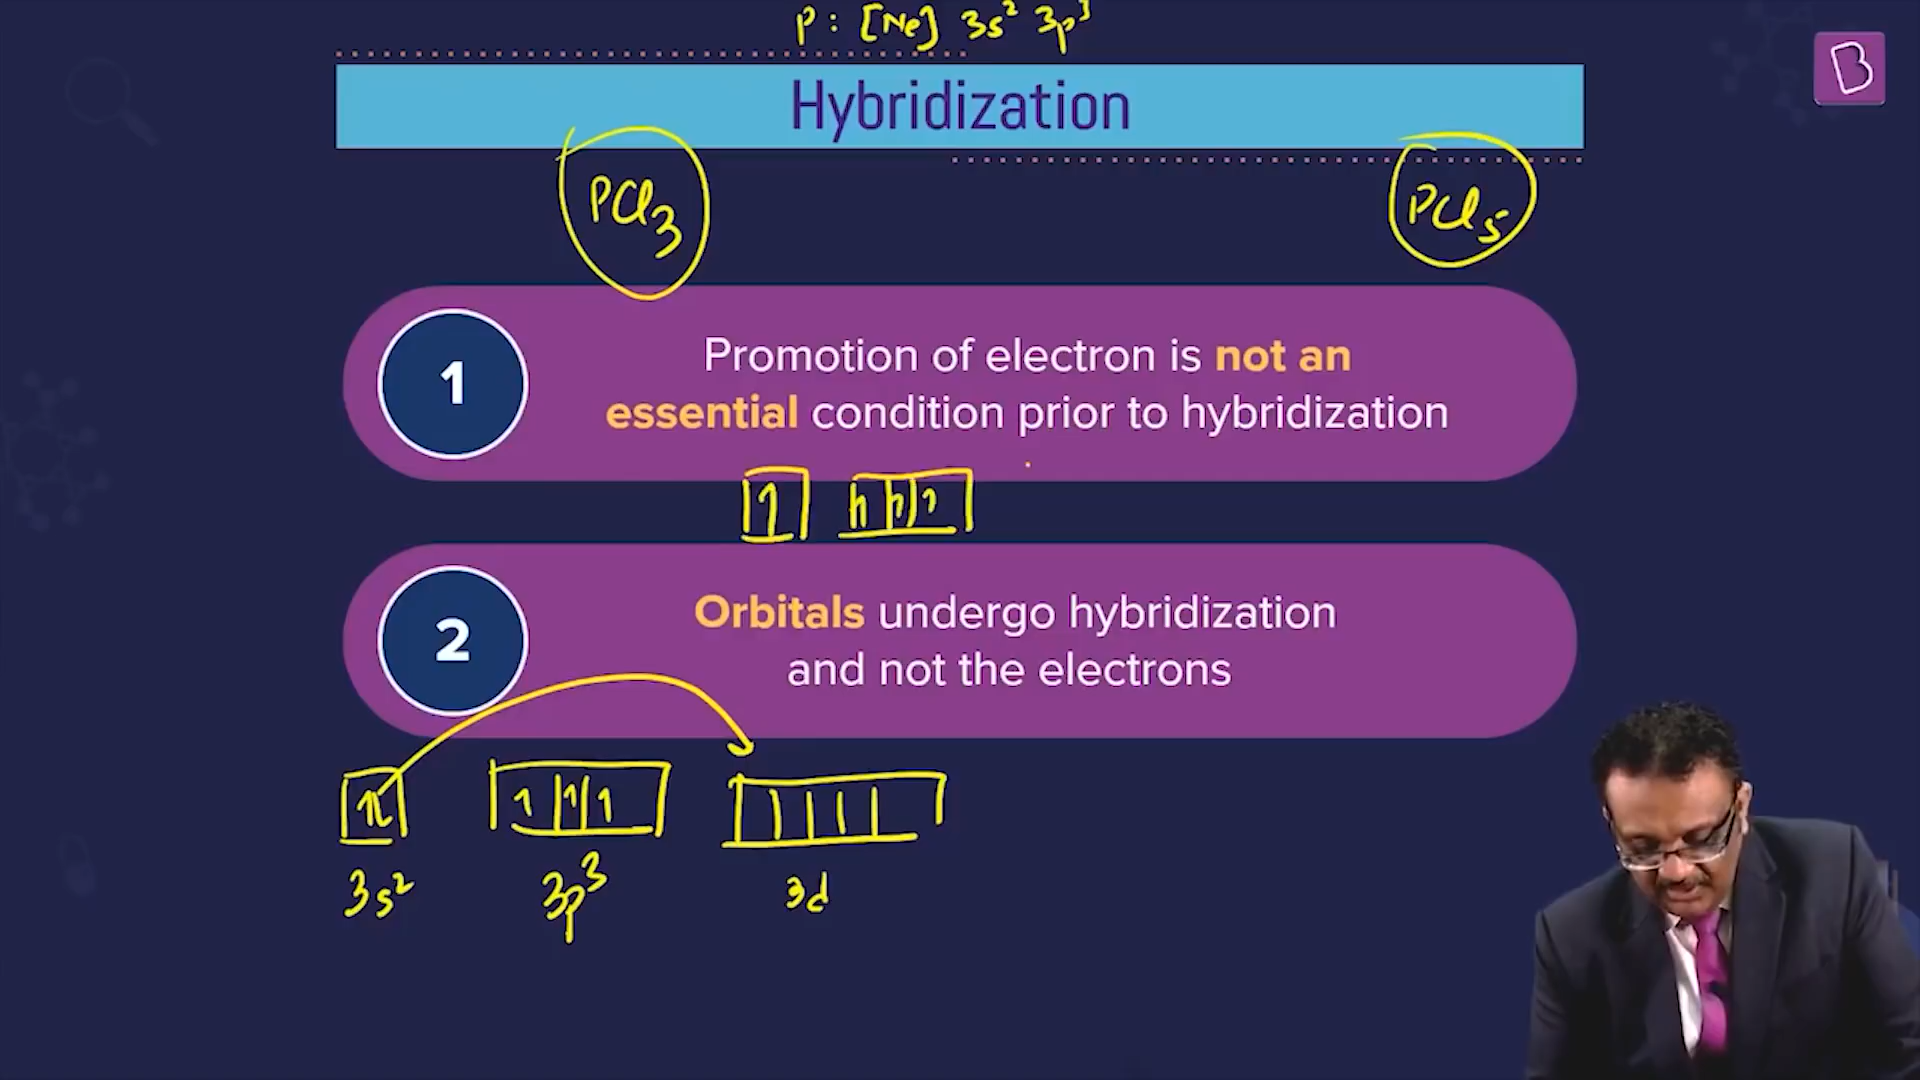 P : [Ne] 3s² 3p³
Hybridization
PCl₃
PCl₅
1
Promotion of electron is not an
essential condition prior to hybridization
2
Orbitals undergo hybridization
and not the electrons
3s²
3p³
3d
B